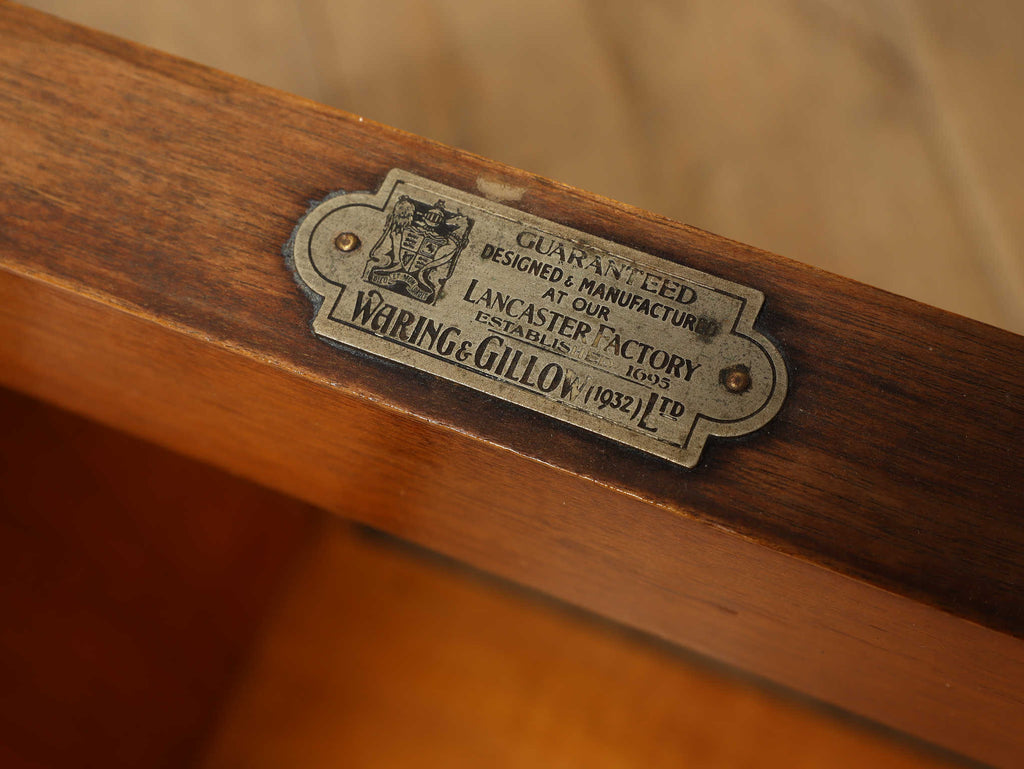 GUARANTEED
DESIGNED & MANUFACTURED
AT OUR
LANCASTER FACTORY
ESTABLISHED 1695
WARING & GILLOW (1932) LTD